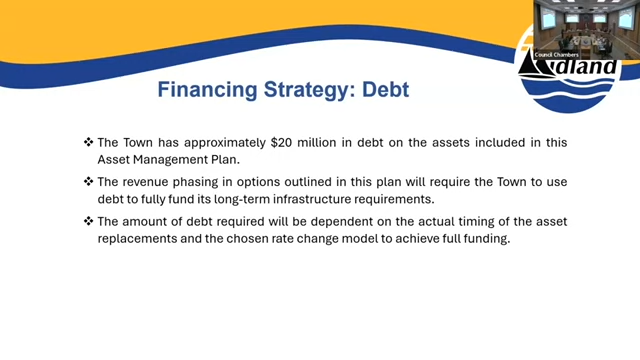 Council Chambers
dland
Financing Strategy: Debt
❖ The Town has approximately $20 million in debt on the assets included in this
Asset Management Plan.
❖ The revenue phasing in options outlined in this plan will require the Town to use
debt to fully fund its long-term infrastructure requirements.
❖ The amount of debt required will be dependent on the actual timing of the asset
replacements and the chosen rate change model to achieve full funding.